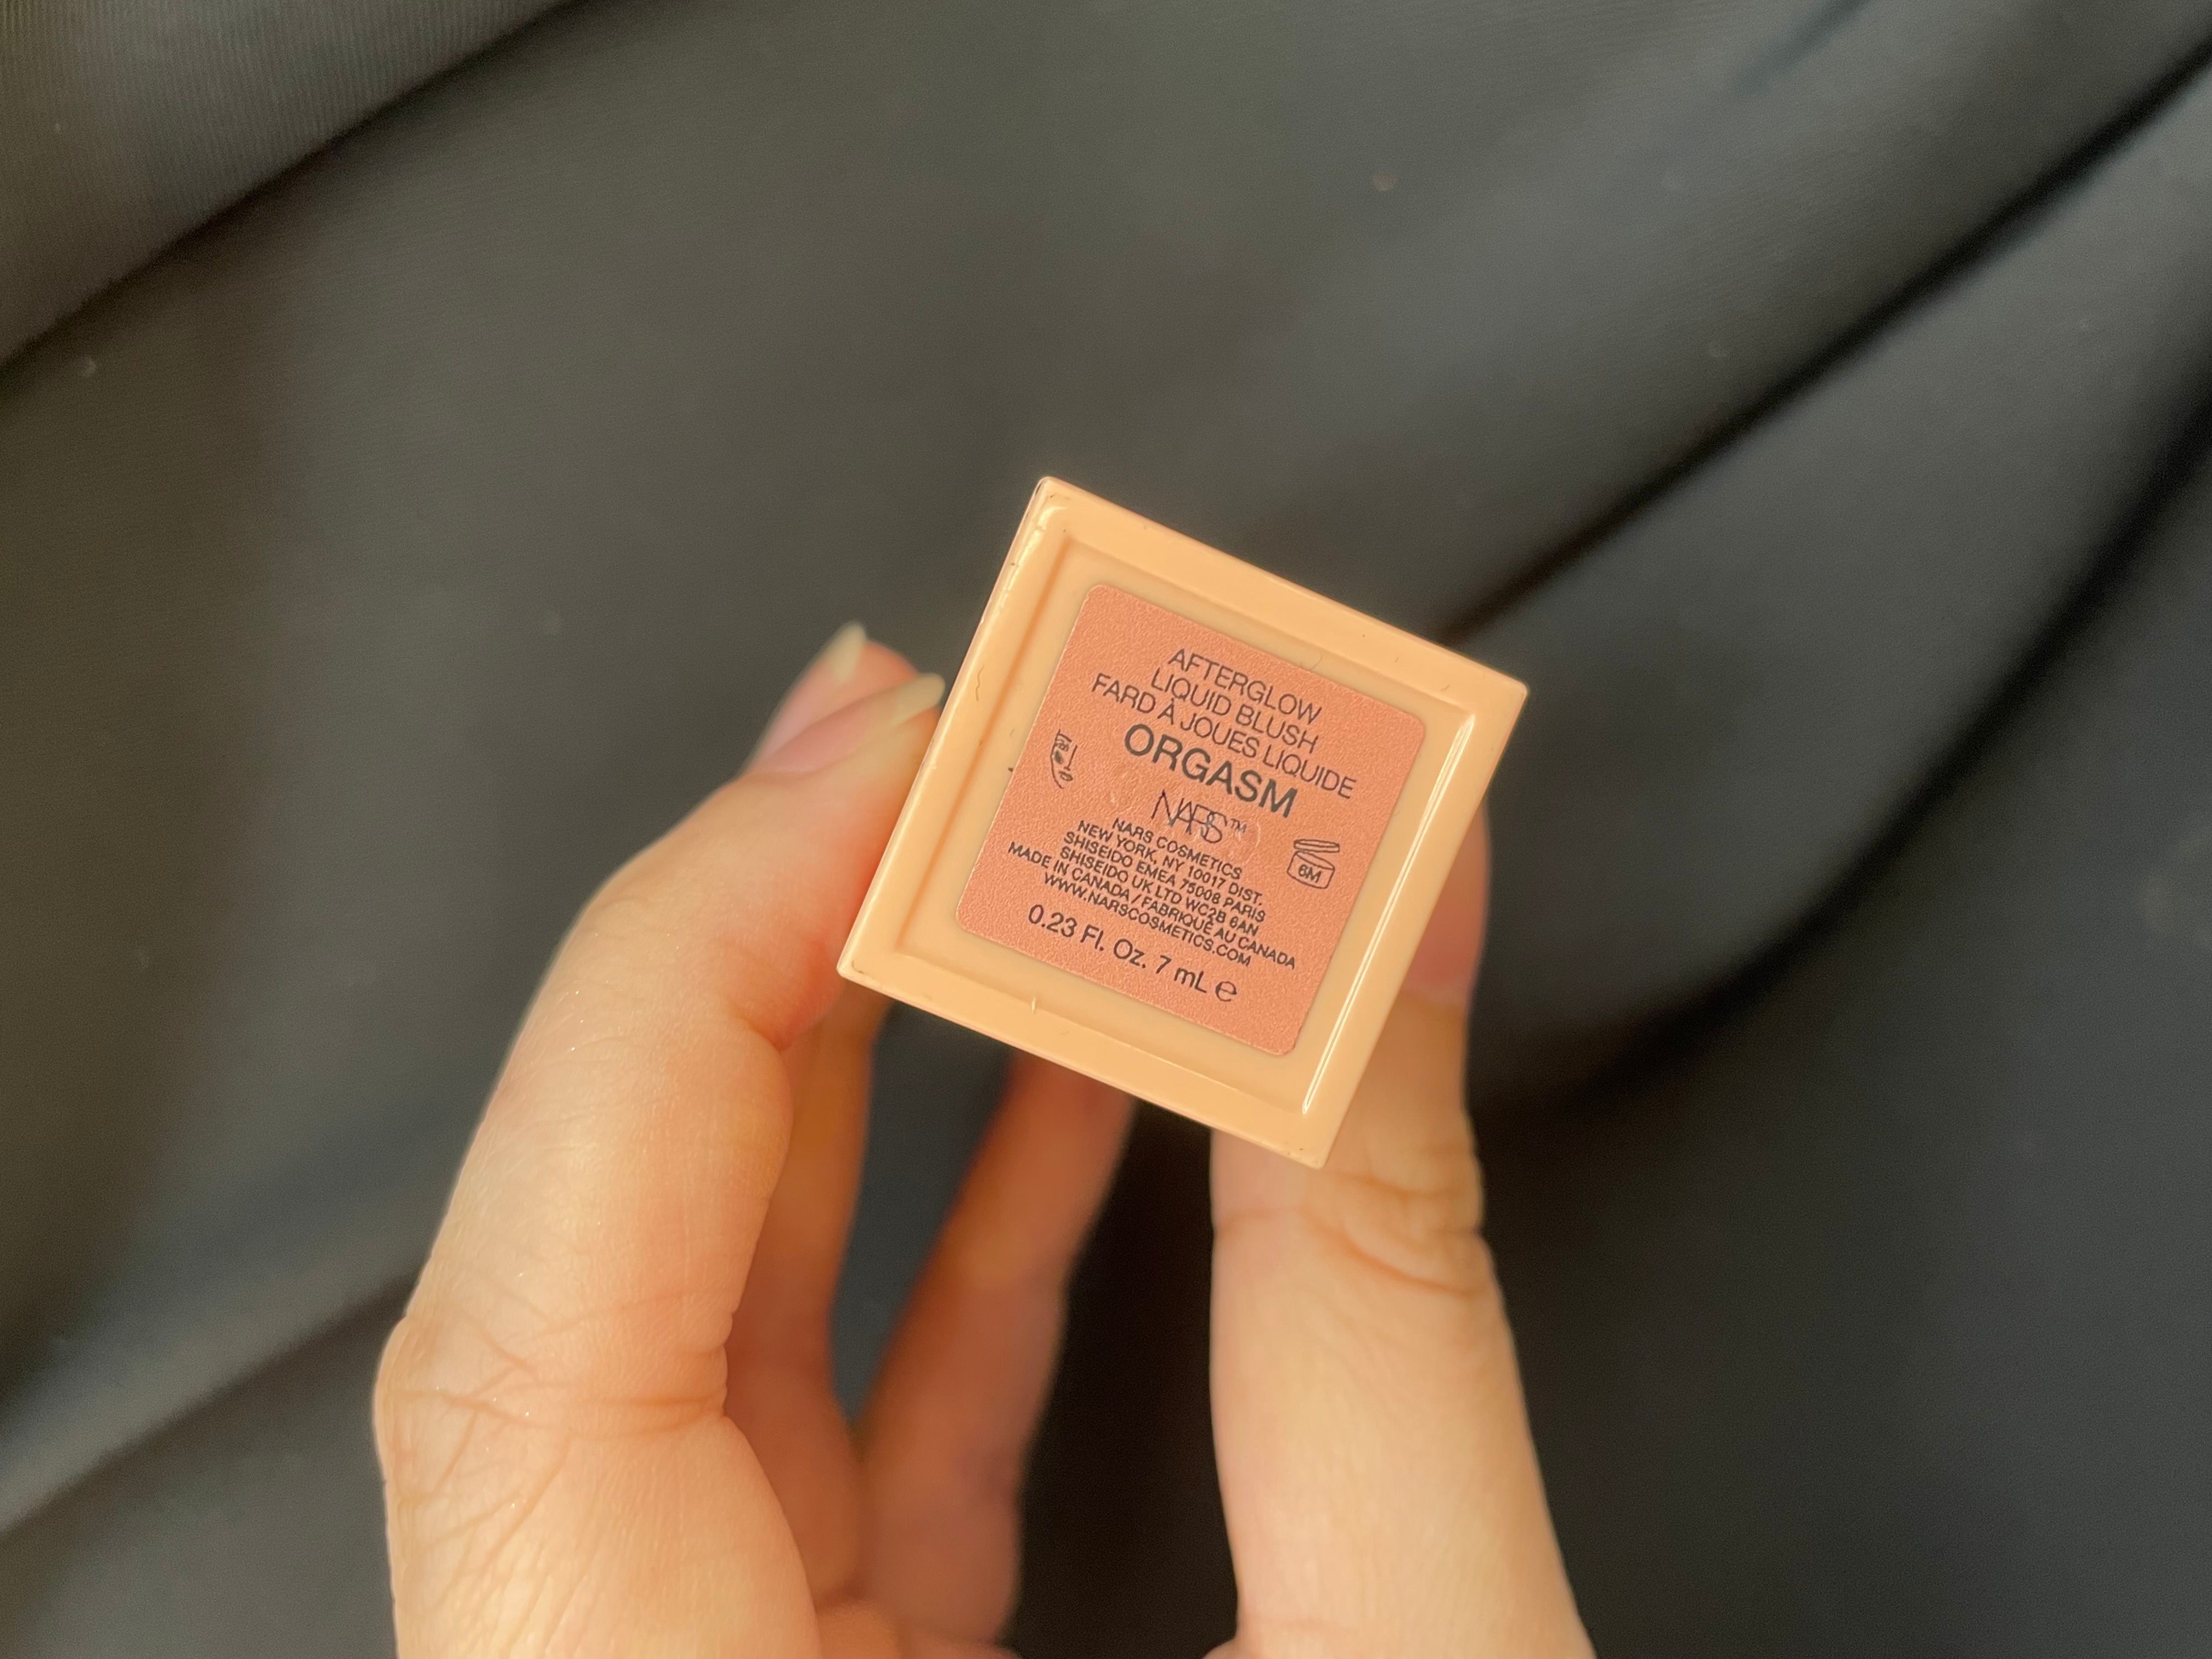 AFTERGLOW
LIQUID BLUSH
FARD À JOUES LIQUIDE
ORGASM
NARS™
NARS COSMETICS
NEW YORK, NY 10017 DIST.
SHISEIDO EMEA 75008 PARIS
SHISEIDO UK LTD WC2B 6AN
MADE IN CANADA / FABRIQUÉ AU CANADA
WWW.NARSCOSMETICS.COM
0.23 Fl. Oz. 7 mL ℮
6M